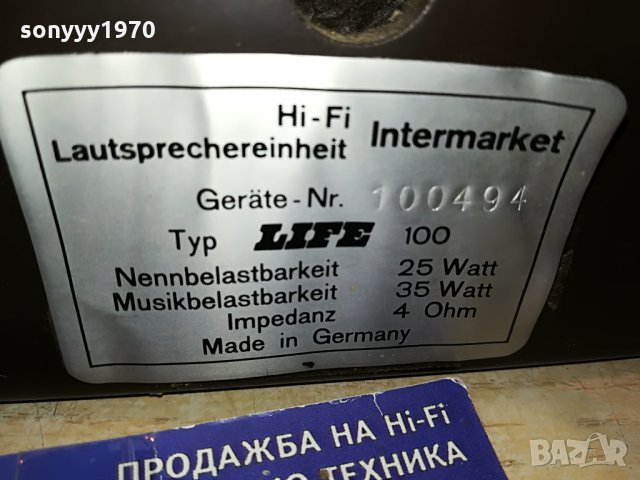 sonyyy1970
Hi-Fi
Lautsprechereinheit Intermarket
Geräte-Nr. 100494
Typ LIFE 100
Nennbelastbarkeit 25 Watt
Musikbelastbarkeit 35 Watt
Impedanz 4 Ohm
Made in Germany
ПРОДАЖБА НА Hi-Fi
ТЕХНИКА
BAZAR